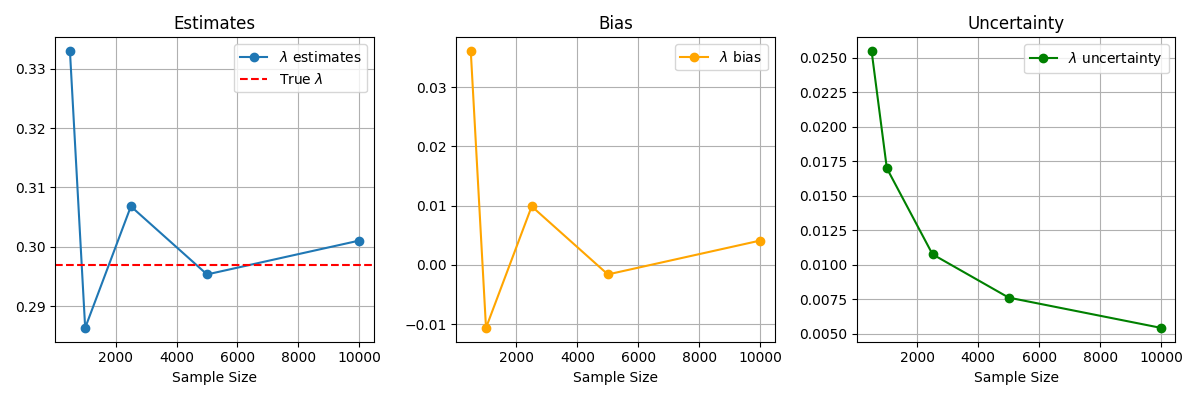 Estimates
λ estimates
True λ
0.33
0.32
0.31
0.30
0.29
2000 4000 6000 8000 10000
Sample Size
Bias
λ bias
0.03
0.02
0.01
0.00
−0.01
2000 4000 6000 8000 10000
Sample Size
Uncertainty
λ uncertainty
0.0250
0.0225
0.0200
0.0175
0.0150
0.0125
0.0100
0.0075
0.0050
2000 4000 6000 8000 10000
Sample Size